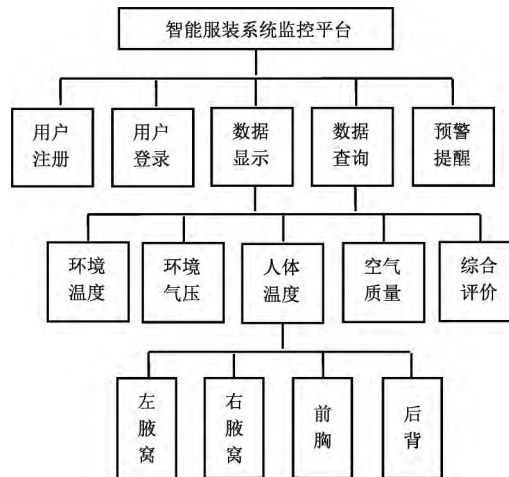 智能服装系统监控平台
用户
注册
用户
登录
数据
显示
数据
查询
预警
提醒
环境
温度
环境
气压
人体
温度
空气
质量
综合
评价
左
腋
窝
右
腋
窝
前
胸
后
背